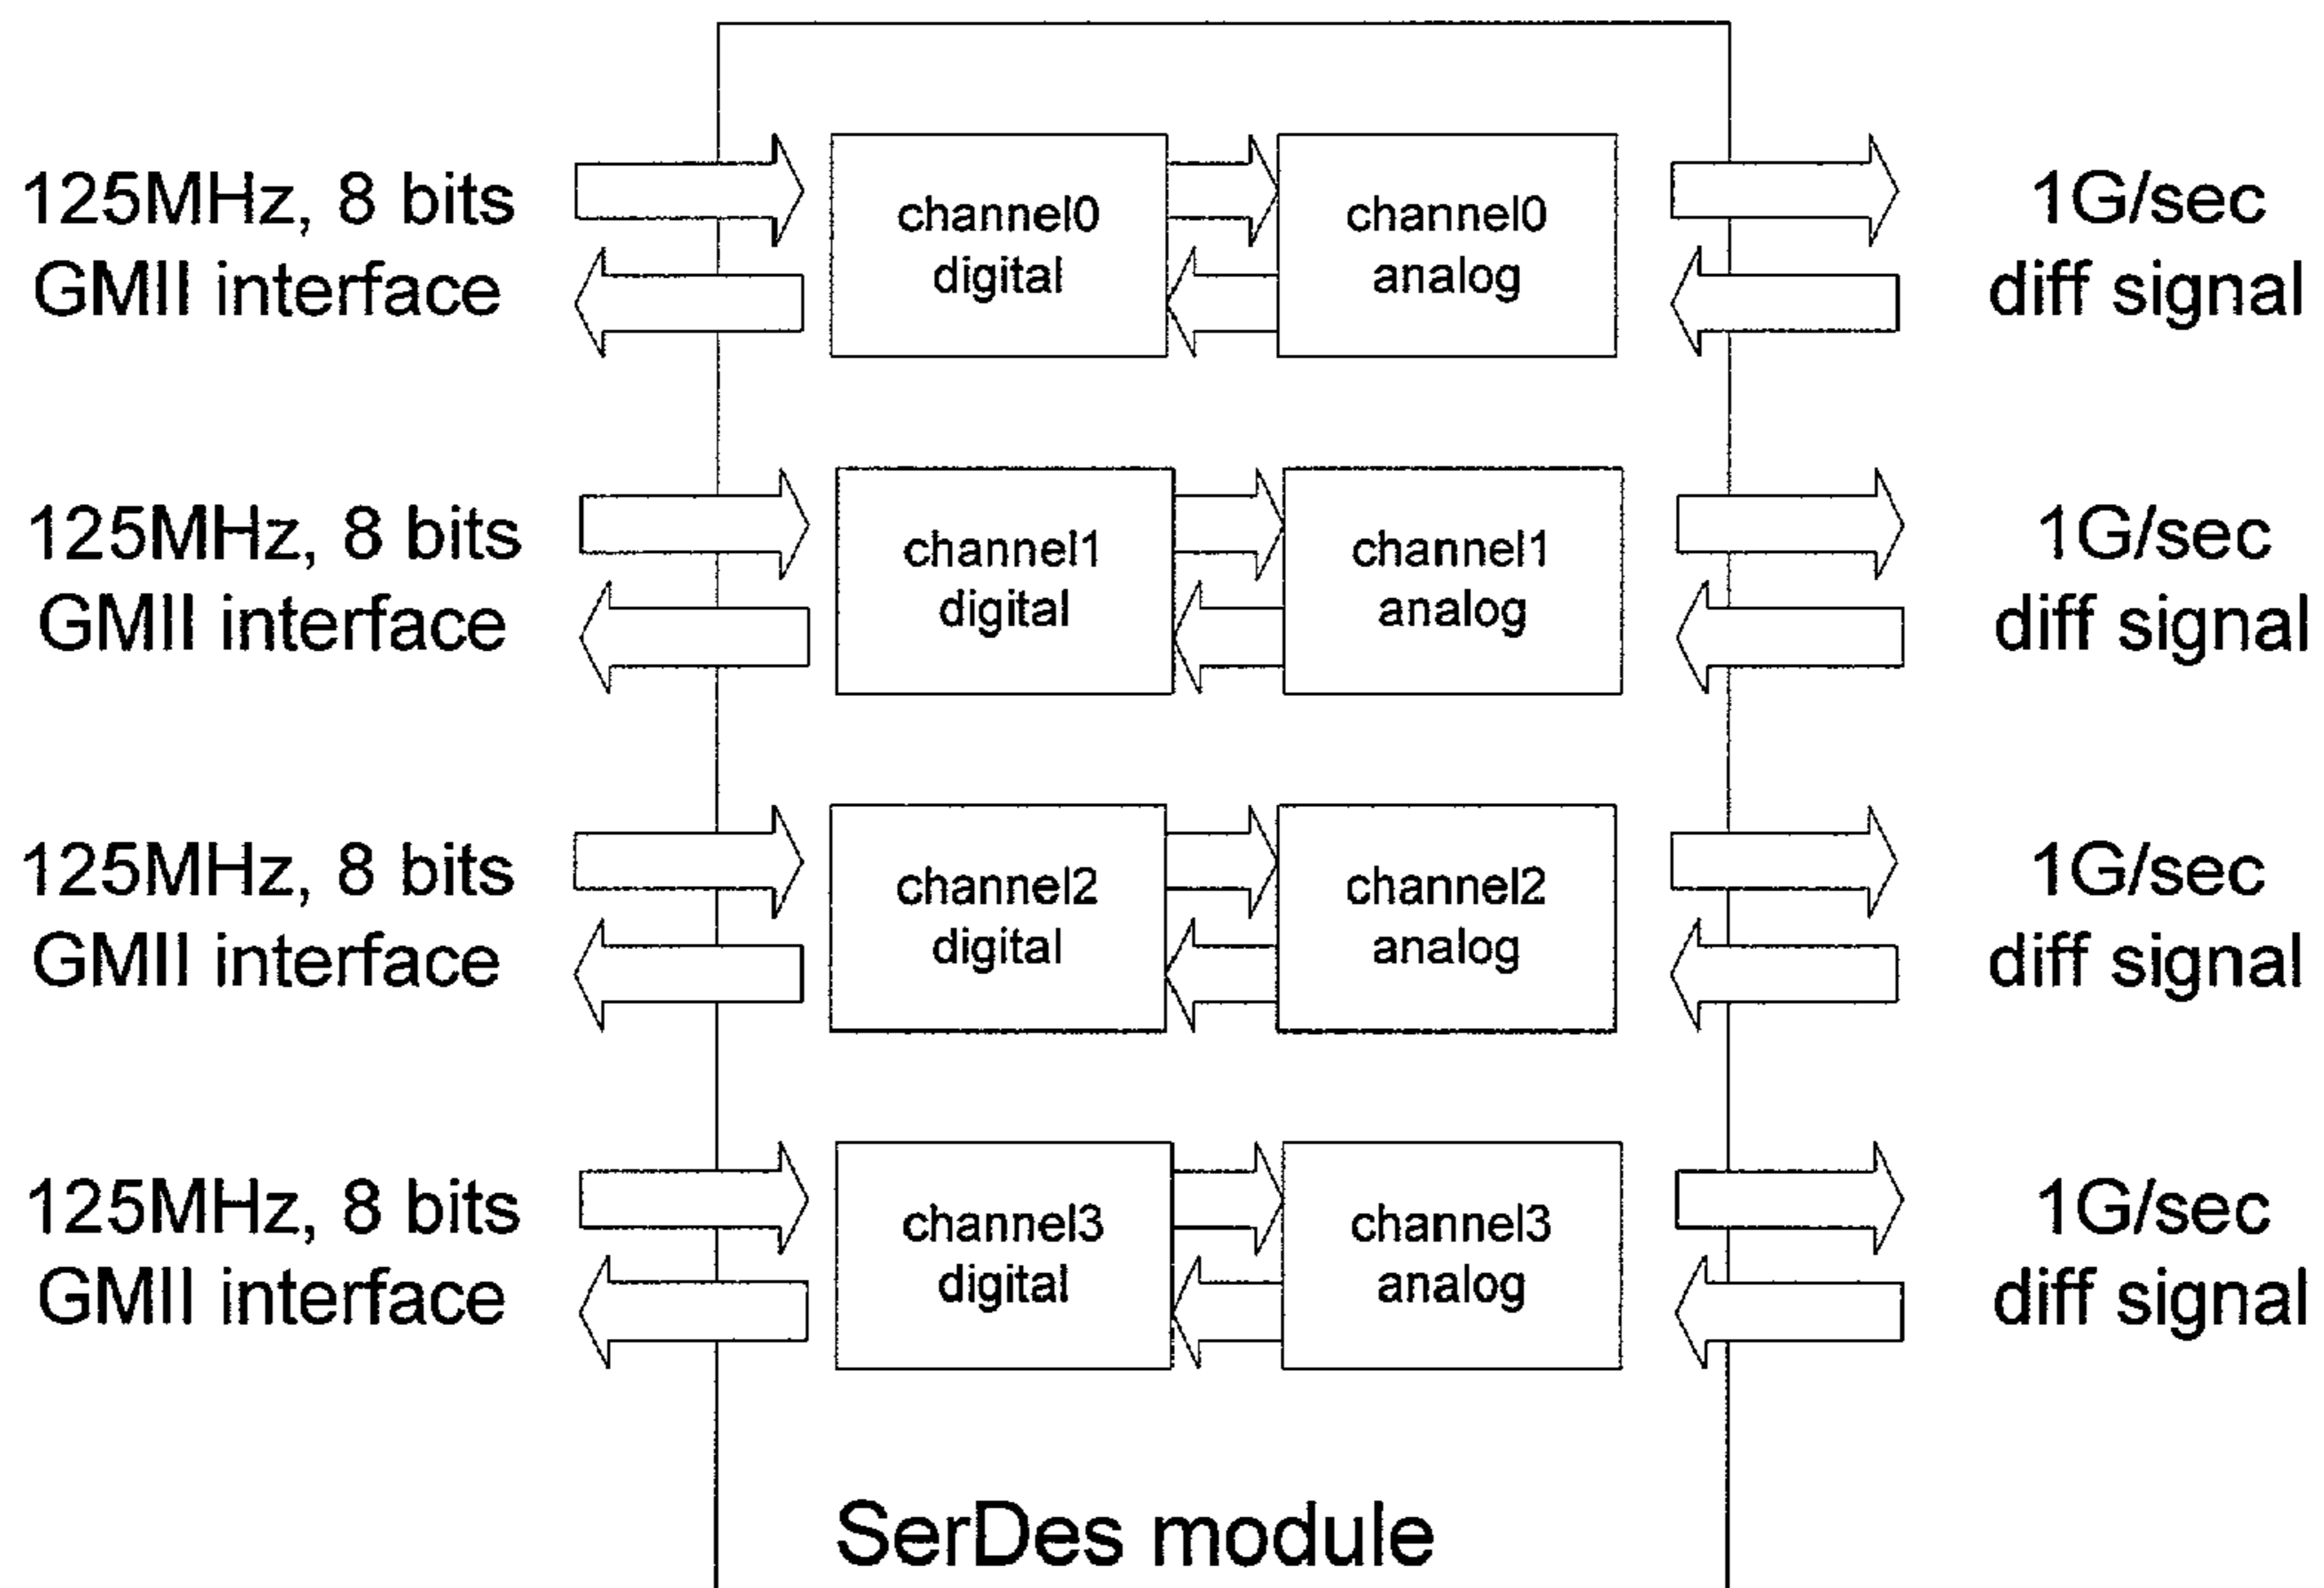 125MHz, 8 bits
GMII interface
channel0
digital
channel0
analog
1G/sec
diff signal
125MHz, 8 bits
GMII interface
channel1
digital
channel1
analog
1G/sec
diff signal
125MHz, 8 bits
GMII interface
channel2
digital
channel2
analog
1G/sec
diff signal
125MHz, 8 bits
GMII interface
channel3
digital
channel3
analog
1G/sec
diff signal
SerDes module